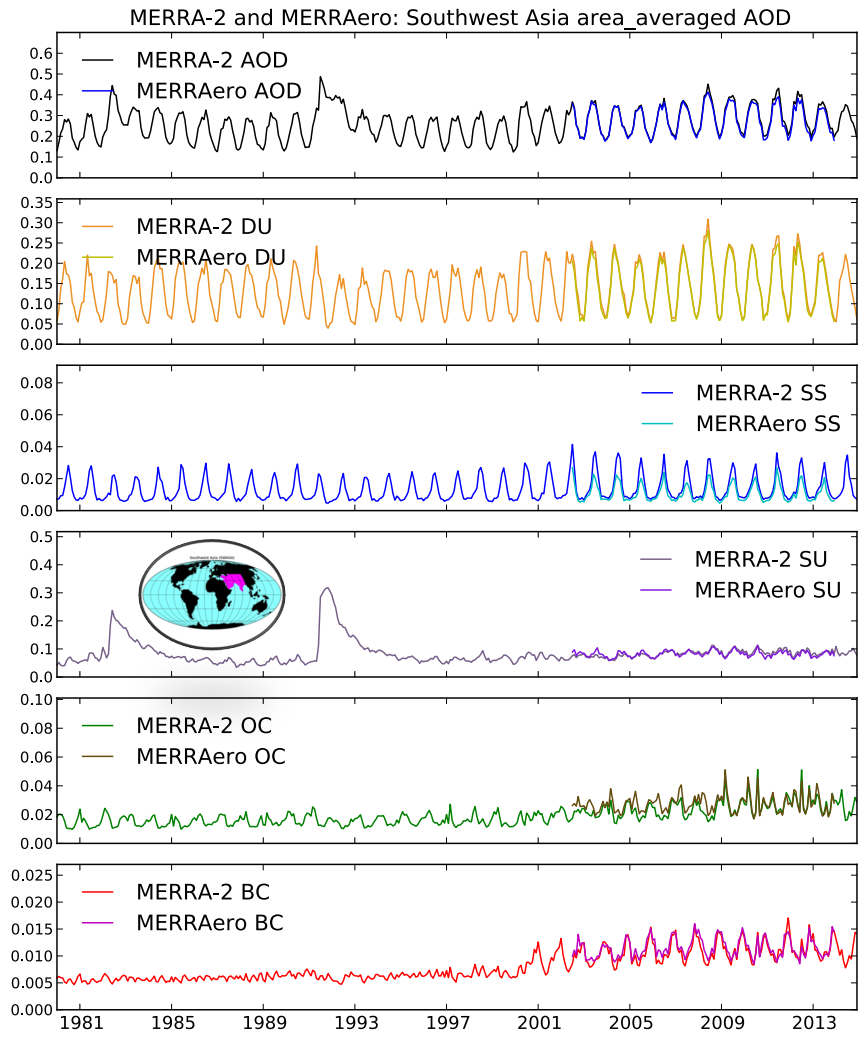 MERRA-2 and MERRAero: Southwest Asia area_averaged AOD
0.6
0.5
0.4
0.3
0.2
0.1
0.0
MERRA-2 AOD
MERRAero AOD
0.35
0.30
0.25
0.20
0.15
0.10
0.05
0.00
MERRA-2 DU
MERRAero DU
0.08
0.06
0.04
0.02
0.00
MERRA-2 SS
MERRAero SS
0.5
0.4
0.3
0.2
0.1
0.0
Southwest Asia (SWASIA)
MERRA-2 SU
MERRAero SU
0.10
0.08
0.06
0.04
0.02
0.00
MERRA-2 OC
MERRAero OC
0.025
0.020
0.015
0.010
0.005
0.000
MERRA-2 BC
MERRAero BC
1981 1985 1989 1993 1997 2001 2005 2009 2013